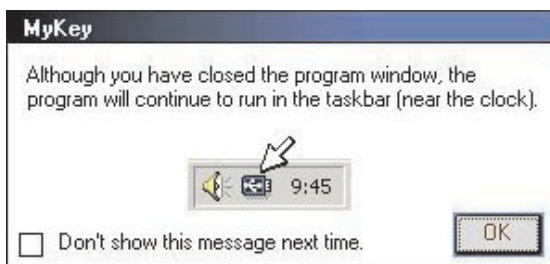 MyKey
Although you have closed the program window, the
program will continue to run in the taskbar (near the clock).
9:45
Don't show this message next time.
OK